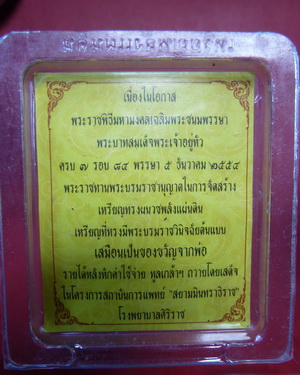 เนื่องในโอกาส
พระราชพิธีมหามงคลเฉลิมพระชนมพรรษา
พระบาทสมเด็จพระเจ้าอยู่หัว
ครบ ๗ รอบ ๘๔ พรรษา ๕ ธันวาคม ๒๕๕๔
พระราชทานพระบรมราชานุญาตในการจัดสร้าง
เหรียญทรงผนวชพลังแผ่นดิน
เหรียญที่ทรงมีพระบรมราชวินิจฉัยต้นแบบ
เสมือนเป็นของขวัญจากพ่อ
รายได้หลังหักค่าใช้จ่าย ทูลเกล้าฯ ถวายโดยเสด็จ
ในโครงการสถาบันการแพทย์ "สยามมินทราธิราช"
โรงพยาบาลศิริราช